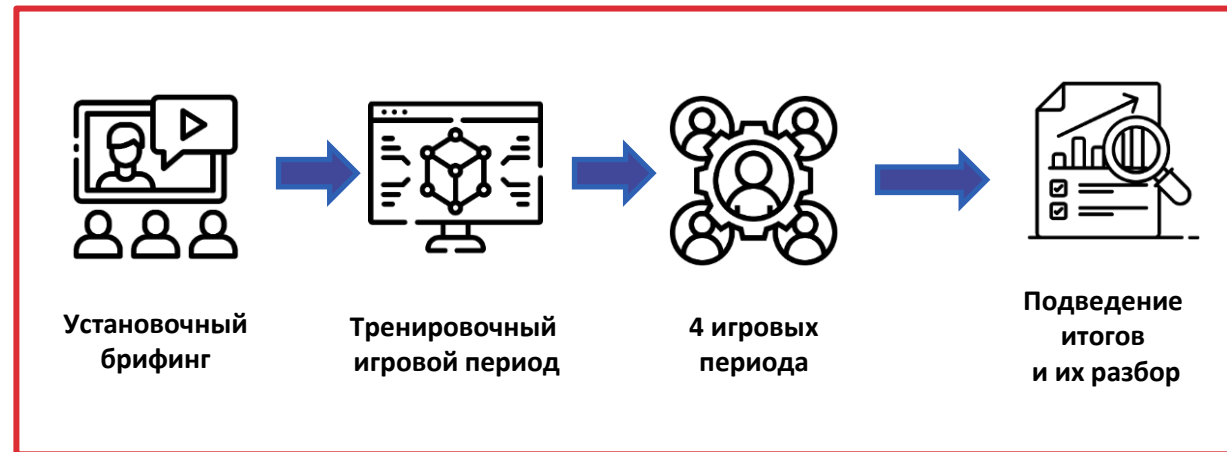 Установочный
брифинг
Тренировочный
игровой период
4 игровых
периода
Подведение
итогов
и их разбор